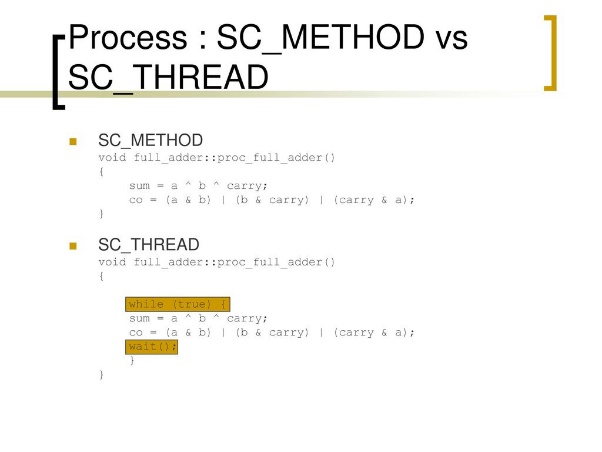 Process : SC_METHOD vs
SC_THREAD
SC_METHOD
void full_adder::proc_full_adder()
{
sum = a ^ b ^ carry;
co = (a & b) | (b & carry) | (carry & a);
}
SC_THREAD
void full_adder::proc_full_adder()
{
while (true) {
sum = a ^ b ^ carry;
co = (a & b) | (b & carry) | (carry & a);
wait();
}
}